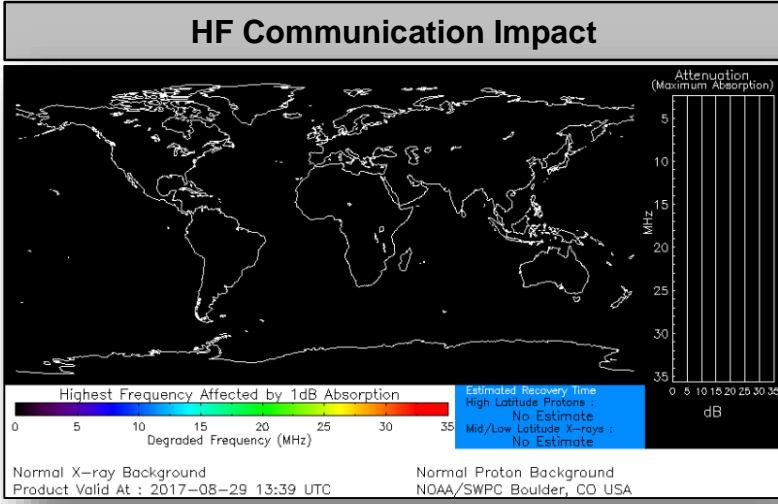 HF Communication Impact
Attenuation
(Maximum Absorption)
5
10
15
20
25
30
35
MHz
0 5 10 15 20 25 30 35
dB
Highest Frequency Affected by 1dB Absorption
0 5 10 15 20 25 30 35
Degraded Frequency (MHz)
Estimated Recovery Time
High Latitude Protons :
No Estimate
Mid/Low Latitude X-rays :
No Estimate
Normal X-ray Background
Normal Proton Background
Product Valid At : 2017-08-29 13:39 UTC
NOAA/SWPC Boulder, CO USA